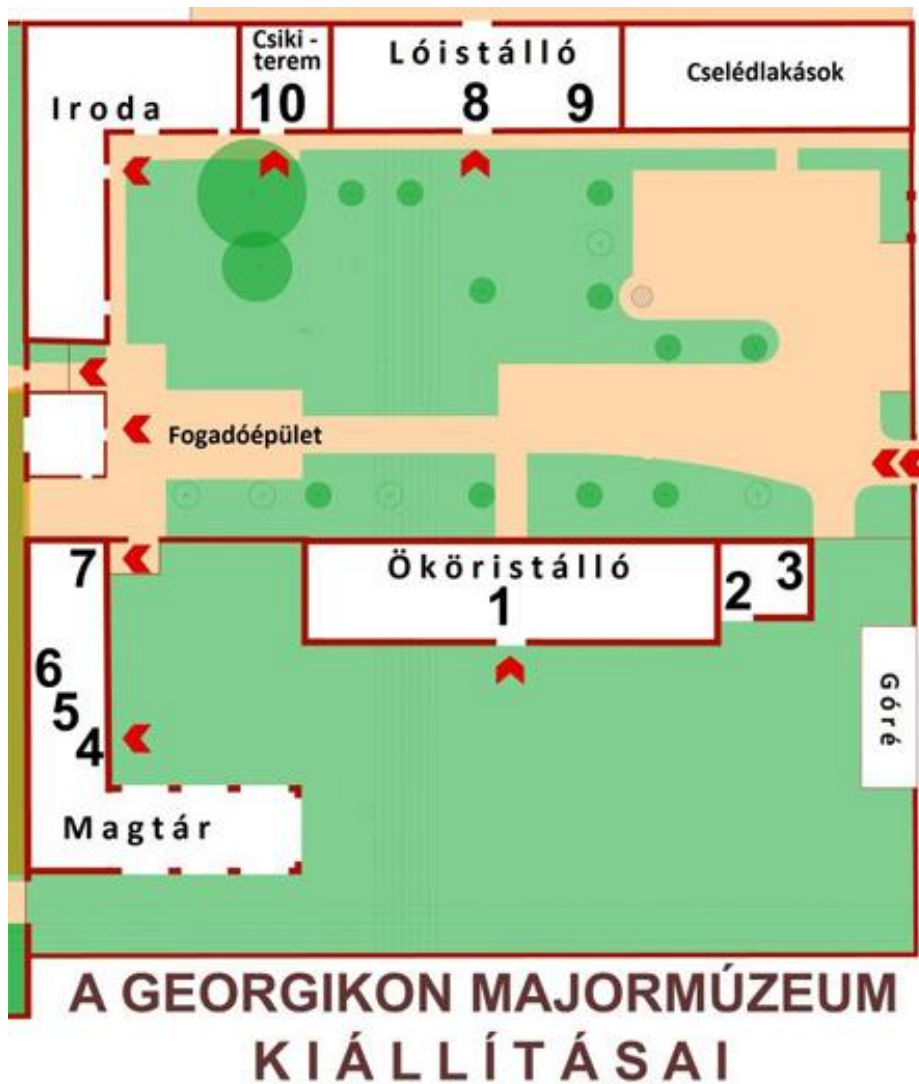 Csiki -
terem
10
Lóistálló
8 9
Cselédlakások
Iroda
Fogadóépület
7
Ököristálló
1
2 3
6
5
4
Góré
Magtár
A GEORGIKON MAJORMÚZEUM
KIÁLLÍTÁSAI